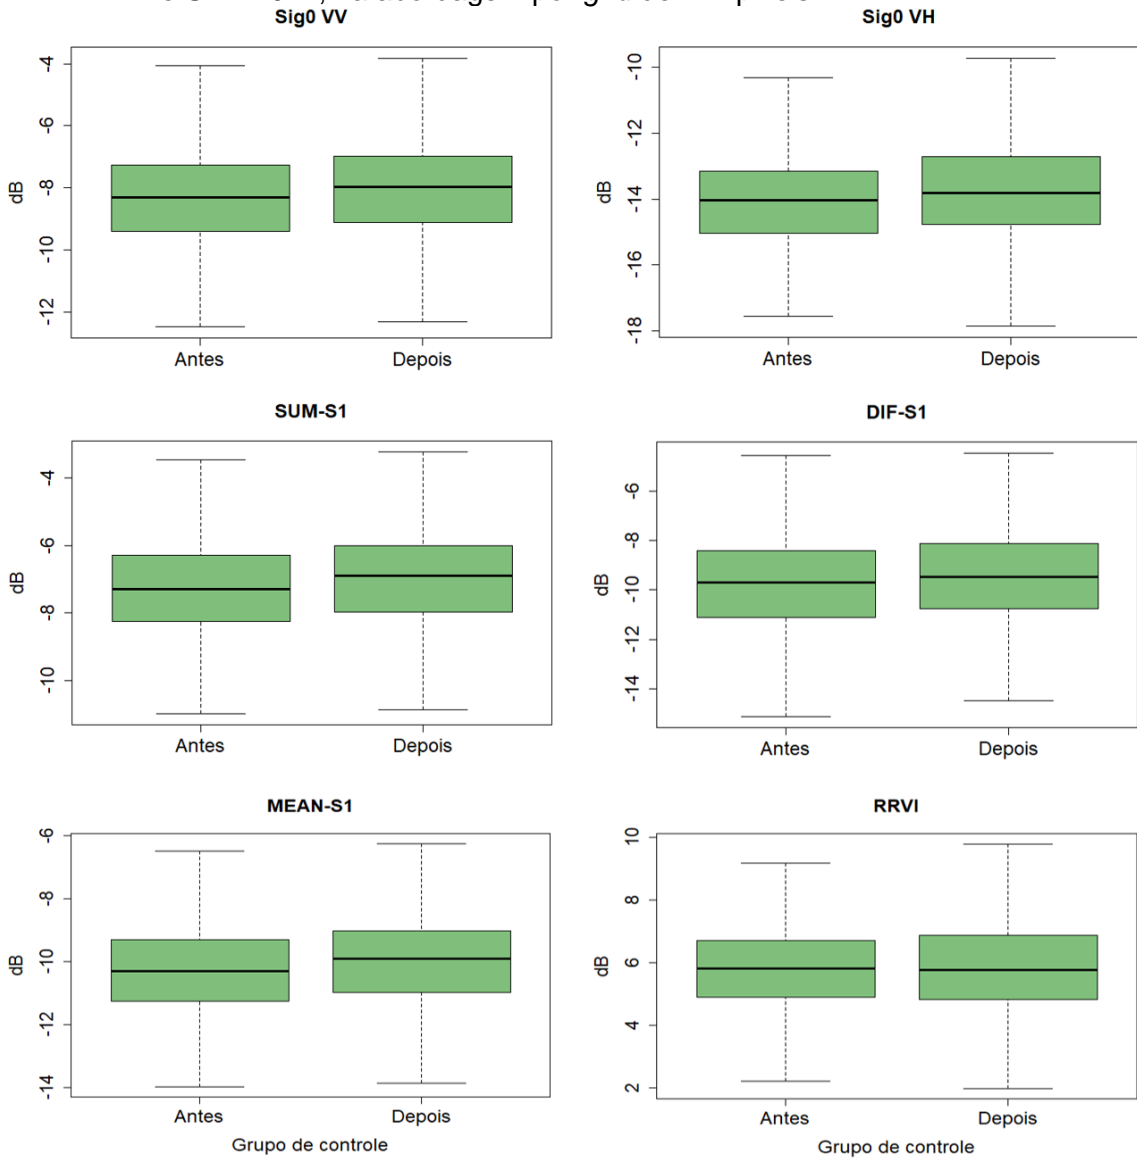 Sig0 VV
Sig0 VH
dB
-4
-6
-8
-10
-12
Antes
Depois
dB
-10
-12
-14
-16
-18
Antes
Depois
SUM-S1
DIF-S1
dB
-4
-6
-8
-10
Antes
Depois
dB
-6
-8
-10
-12
-14
Antes
Depois
MEAN-S1
RRVI
dB
-6
-8
-10
-12
-14
Antes
Depois
Grupo de controle
dB
10
8
6
4
2
Antes
Depois
Grupo de controle